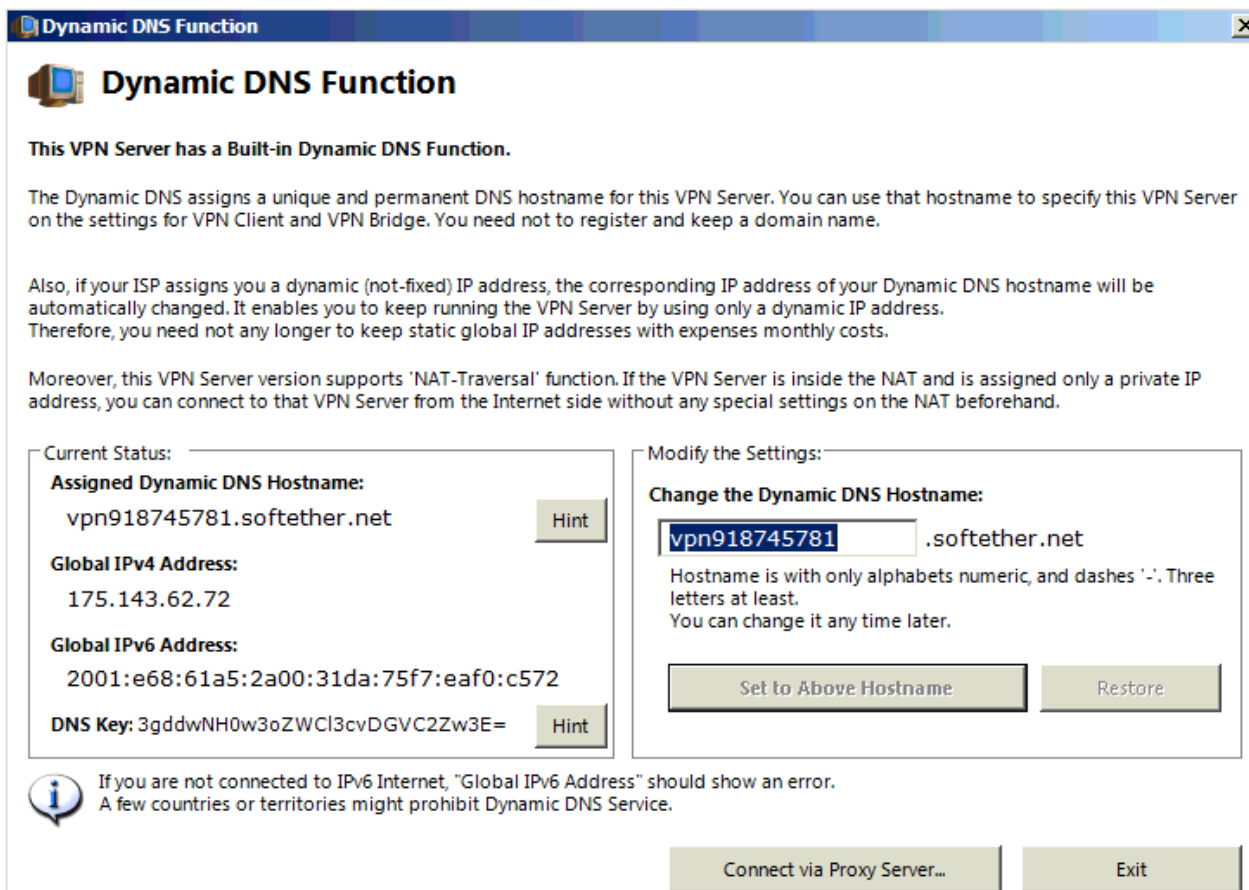 Dynamic DNS Function
Dynamic DNS Function
This VPN Server has a Built-in Dynamic DNS Function.
The Dynamic DNS assigns a unique and permanent DNS hostname for this VPN Server. You can use that hostname to specify this VPN Server
on the settings for VPN Client and VPN Bridge. You need not to register and keep a domain name.
Also, if your ISP assigns you a dynamic (not-fixed) IP address, the corresponding IP address of your Dynamic DNS hostname will be
automatically changed. It enables you to keep running the VPN Server by using only a dynamic IP address.
Therefore, you need not any longer to keep static global IP addresses with expenses monthly costs.
Moreover, this VPN Server version supports 'NAT-Traversal' function. If the VPN Server is inside the NAT and is assigned only a private IP
address, you can connect to that VPN Server from the Internet side without any special settings on the NAT beforehand.
Current Status:
Assigned Dynamic DNS Hostname:
vpn918745781.softether.net
Hint
Global IPv4 Address:
175.143.62.72
Global IPv6 Address:
2001:e68:61a5:2a00:31da:75f7:eaf0:c572
DNS Key: 3gddwNH0w3oZWCl3cvDGVC2Zw3E=
Hint
Modify the Settings:
Change the Dynamic DNS Hostname:
vpn918745781 .softether.net
Hostname is with only alphabets numeric, and dashes '-'. Three
letters at least.
You can change it any time later.
Set to Above Hostname
Restore
If you are not connected to IPv6 Internet, "Global IPv6 Address" should show an error.
A few countries or territories might prohibit Dynamic DNS Service.
Connect via Proxy Server...
Exit